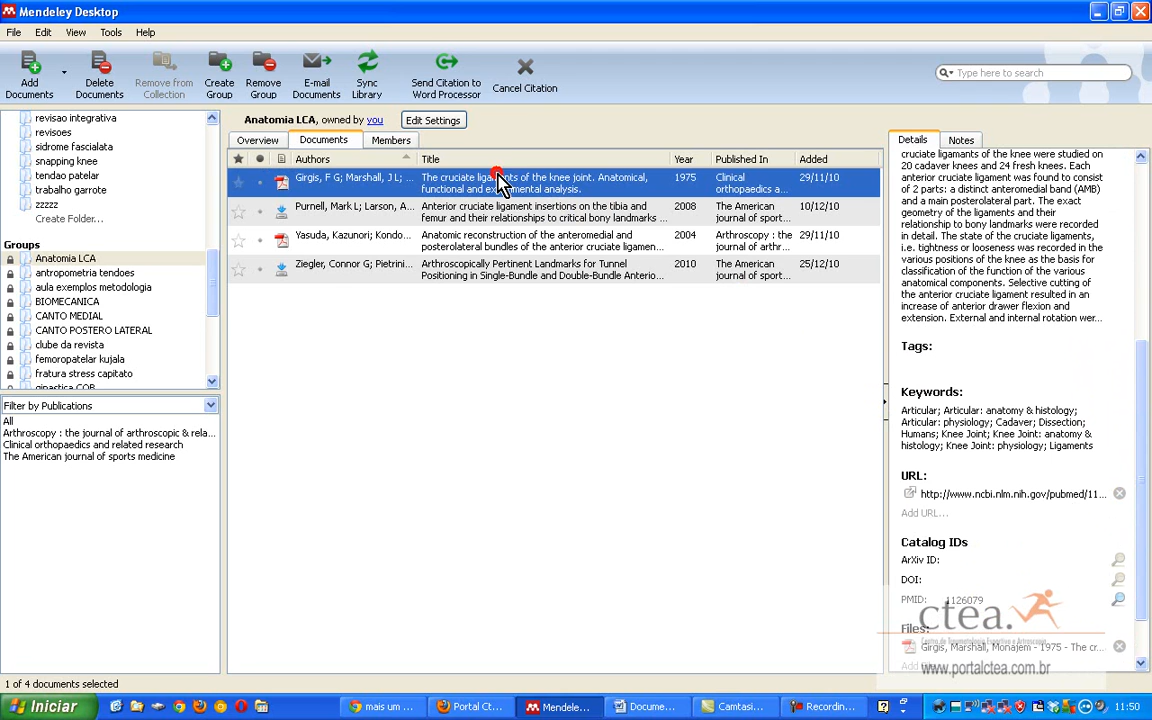 Mendeley Desktop
File Edit View Tools Help
Add Documents
Delete Documents
Remove from Collection
Create Group
Remove Group
E-mail Documents
Sync Library
Send Citation to Word Processor
Cancel Citation
Type here to search
revisao integrativa
revisoes
sidrome fascialata
snapping knee
tendao patelar
trabalho garrote
zzzzz
Create Folder...
Groups
Anatomia LCA
antropometria tendoes
aula exemplos metodologia
BIOMECANICA
CANTO MEDIAL
CANTO POSTERO LATERAL
clube da revista
femoropatelar kujala
fratura stress capitato
ginastica COB
Filter by Publications
All
Arthroscopy : the journal of arthroscopic & rela...
Clinical orthopaedics and related research
The American journal of sports medicine
Anatomia LCA, owned by you Edit Settings
Overview Documents Members
Authors Title Year Published In Added
Girgis, F G; Marshall, J L; ... The cruciate ligaments of the knee joint. Anatomical, 1975 Clinical 29/11/10
functional and experimental analysis. orthopaedics a...
Purnell, Mark L; Larson, A... Anterior cruciate ligament insertions on the tibia and 2008 The American 10/12/10
femur and their relationships to critical bony landmarks ... journal of sport...
Yasuda, Kazunori; Kondo... Anatomic reconstruction of the anteromedial and 2004 Arthroscopy : the 29/11/10
posterolateral bundles of the anterior cruciate ligamen... journal of arthr...
Ziegler, Connor G; Pietrini... Arthroscopically Pertinent Landmarks for Tunnel 2010 The American 25/12/10
Positioning in Single-Bundle and Double-Bundle Anterio... journal of sport...
Details Notes
cruciate ligaments of the knee were studied on
20 cadaver knees and 24 fresh knees. Each
anterior cruciate ligament was found to consist
of 2 parts: a distinct anteromedial band (AMB)
and a main posterolateral part. The exact
geometry of the ligaments and their
relationship to bony landmarks were recorded
in detail. The state of the cruciate ligaments,
i.e. tightness or looseness was recorded in the
various positions of the knee as the basis for
classification of the function of the various
anatomical components. Selective cutting of
the anterior cruciate ligament resulted in an
increase of anterior drawer flexion and
extension. External and internal rotation wer...
Tags:
Keywords:
Articular; Articular: anatomy & histology;
Articular: physiology; Cadaver; Dissection;
Humans; Knee Joint; Knee Joint: anatomy &
histology; Knee Joint: physiology; Ligaments
URL:
http://www.ncbi.nlm.nih.gov/pubmed/11...
Add URL...
Catalog IDs
ArXiv ID:
DOI:
PMID: 1126079
ctea.
Files:
Centro de Traumatologia Esportiva e Artroscopia
Girgis, Marshall, Monajem - 1975 - The cr...
www.portalctea.com.br
1 of 4 documents selected
Iniciar mais um ... Portal Ct... Mendele... Docume... Camtasi... Recordin... 11:50